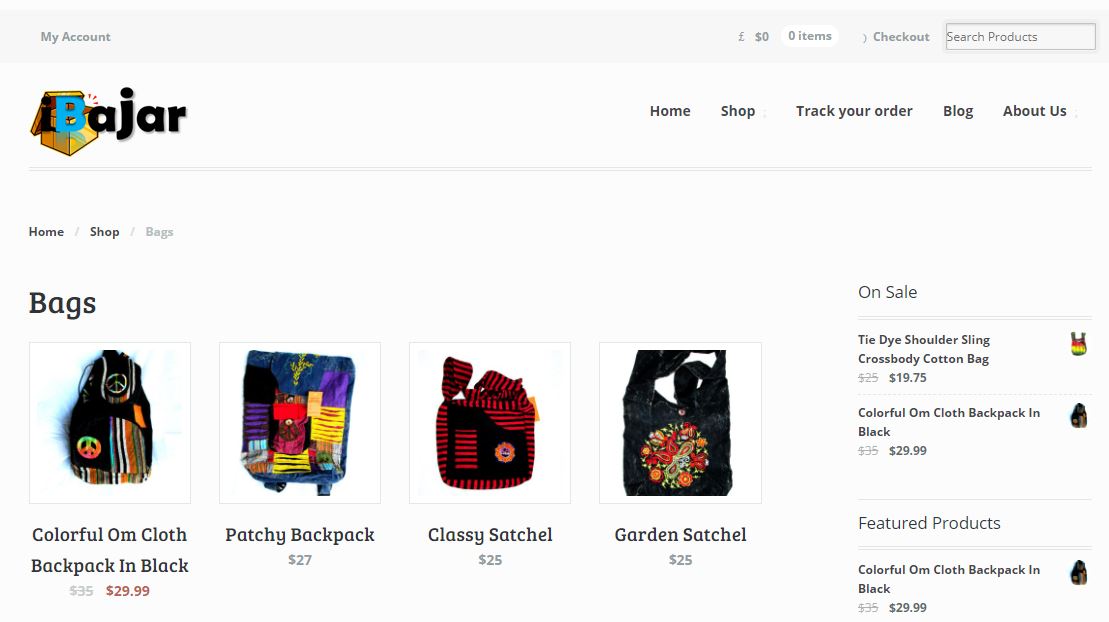 My Account
£ $0 0 items
Checkout
Search Products
iBajar
Home Shop Track your order Blog About Us
Home / Shop / Bags
Bags
Colorful Om Cloth
Backpack In Black
$35 $29.99
Patchy Backpack
$27
Classy Satchel
$25
Garden Satchel
$25
On Sale
Tie Dye Shoulder Sling
Crossbody Cotton Bag
$25 $19.75
Colorful Om Cloth Backpack In
Black
$35 $29.99
Featured Products
Colorful Om Cloth Backpack In
Black
$35 $29.99